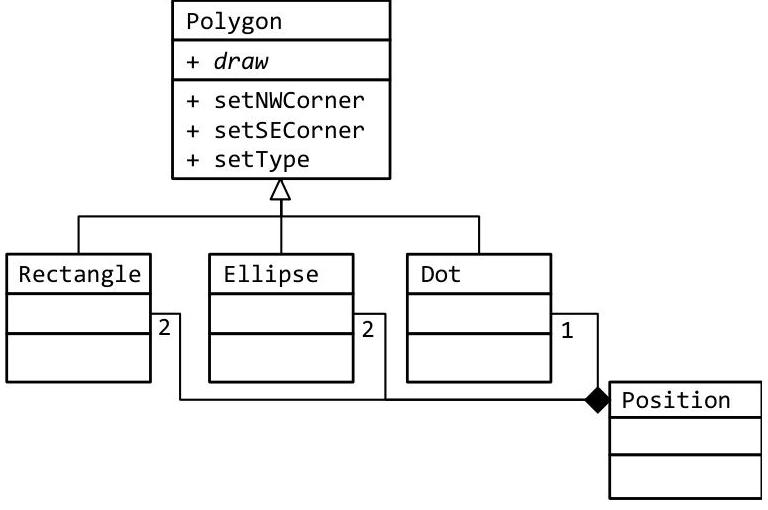 Polygon
+ draw
+ setNWCorner
+ setSECorner
+ setType
Rectangle
Ellipse
Dot
2
2
1
Position